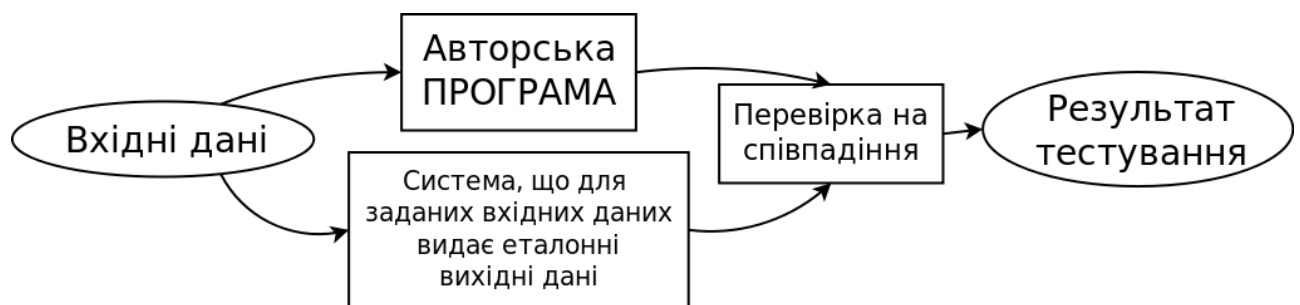 Вхідні дані
Авторська
ПРОГРАМА
Система, що для
заданих вхідних даних
видає еталонні
вихідні дані
Перевірка на
співпадіння
Результат
тестування